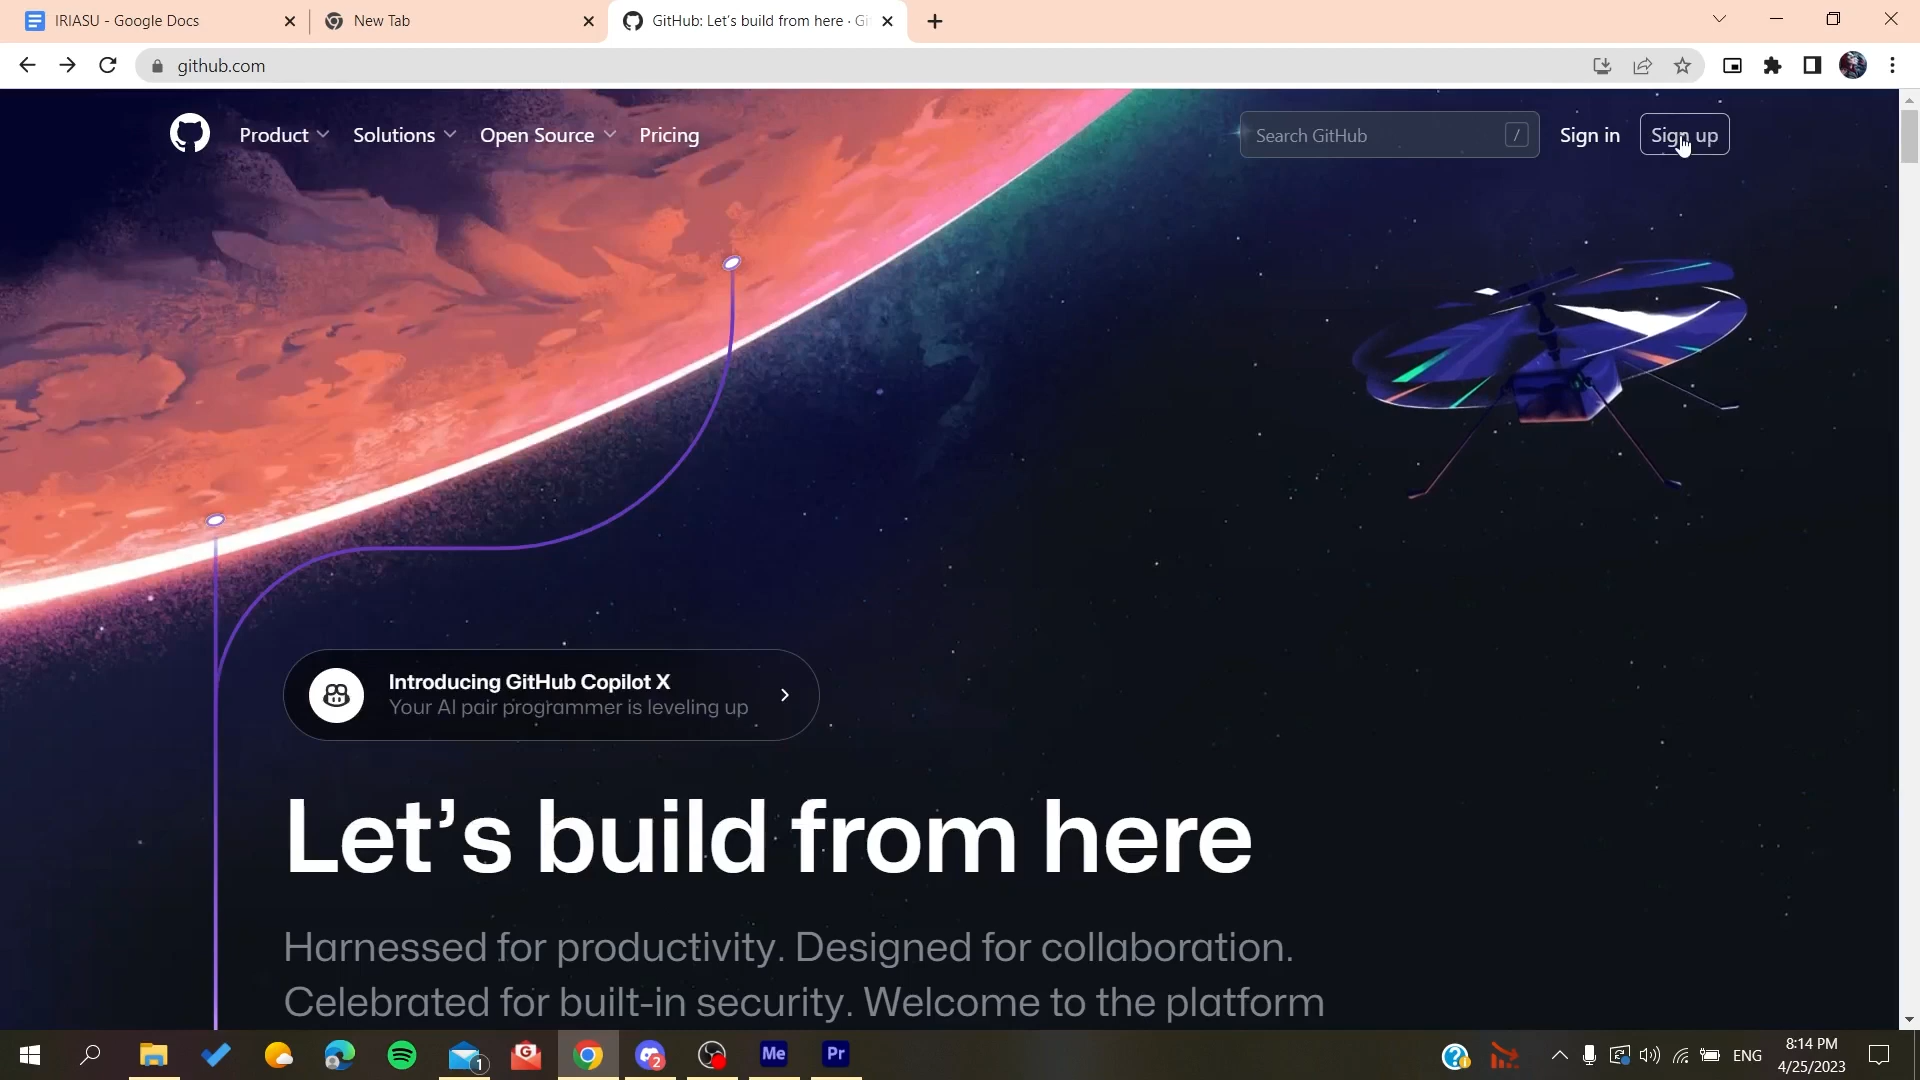 IRIASU - Google Docs
New Tab
GitHub: Let's build from here · Gi
github.com
Product
Solutions
Open Source
Pricing
Search GitHub
/
Sign in
Sign up
Introducing GitHub Copilot X
Your AI pair programmer is leveling up
Let's build from here
Harnessed for productivity. Designed for collaboration.
Celebrated for built-in security. Welcome to the platform
1
G
2
Me
Pr
ENG
8:14 PM
4/25/2023